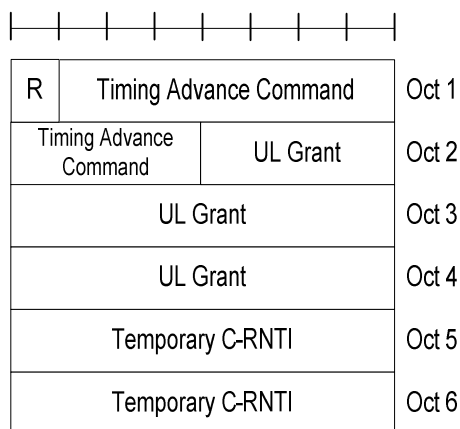 R Timing Advance Command Oct 1
Timing Advance
Command UL Grant Oct 2
UL Grant Oct 3
UL Grant Oct 4
Temporary C-RNTI Oct 5
Temporary C-RNTI Oct 6